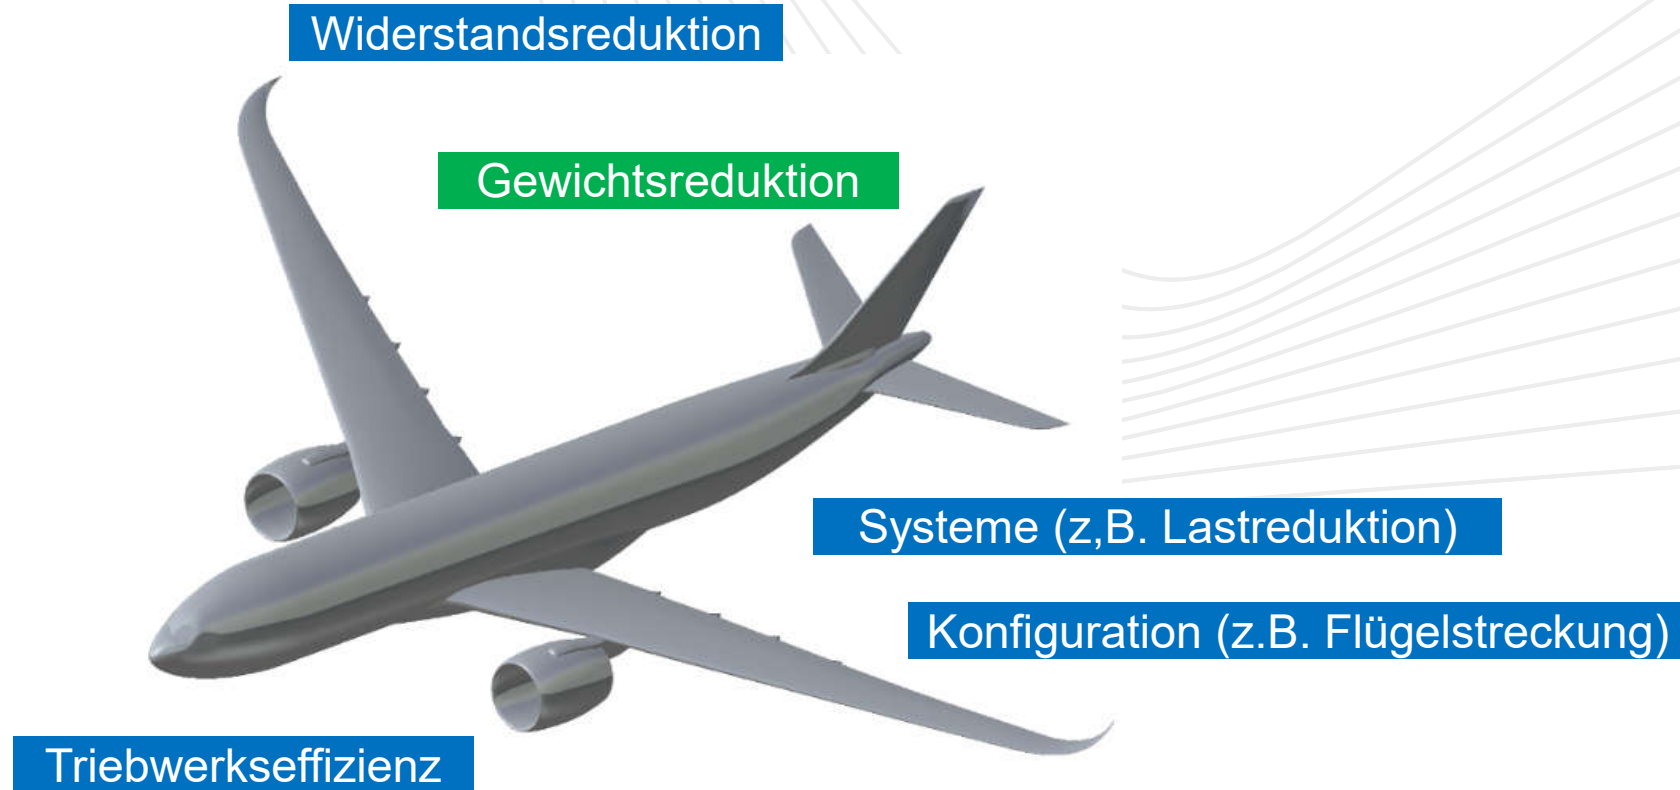 Widerstandsreduktion
Gewichtsreduktion
Systeme (z,B. Lastreduktion)
Konfiguration (z.B. Flügelstreckung)
Triebwerkseffizienz